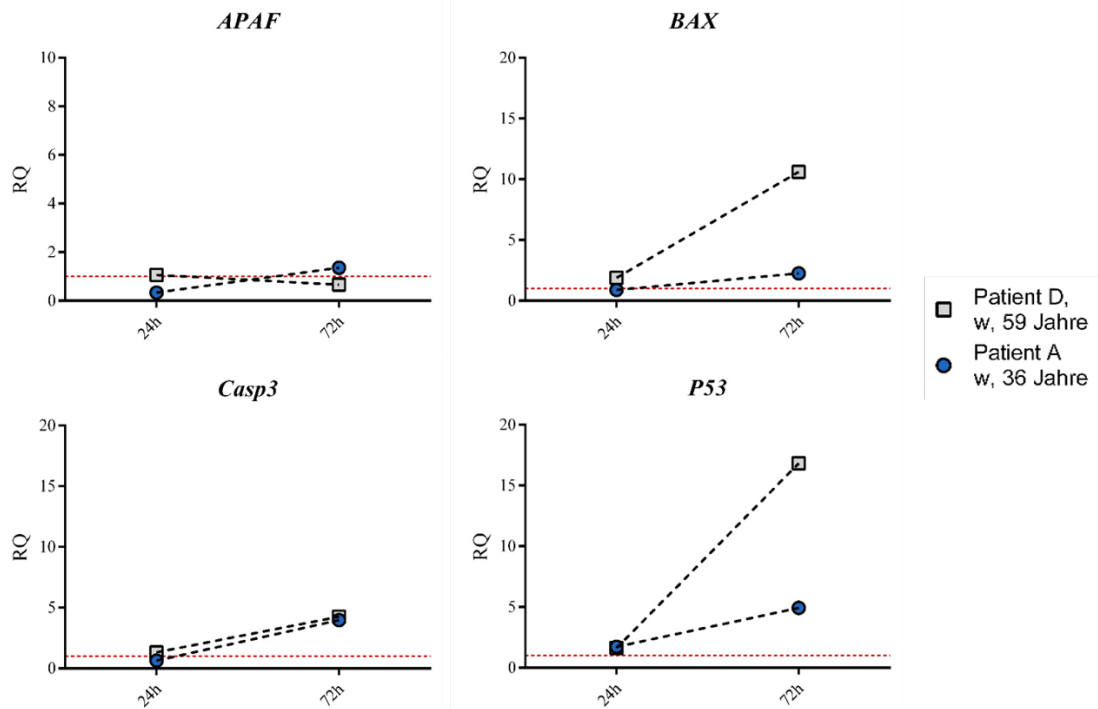 APAF
10
8
6
4
2
0
RQ
24h
72h
BAX
20
15
10
5
0
RQ
24h
72h
Casp3
20
15
10
5
0
RQ
24h
72h
P53
20
15
10
5
0
RQ
24h
72h
Patient D,
w, 59 Jahre
Patient A
w, 36 Jahre